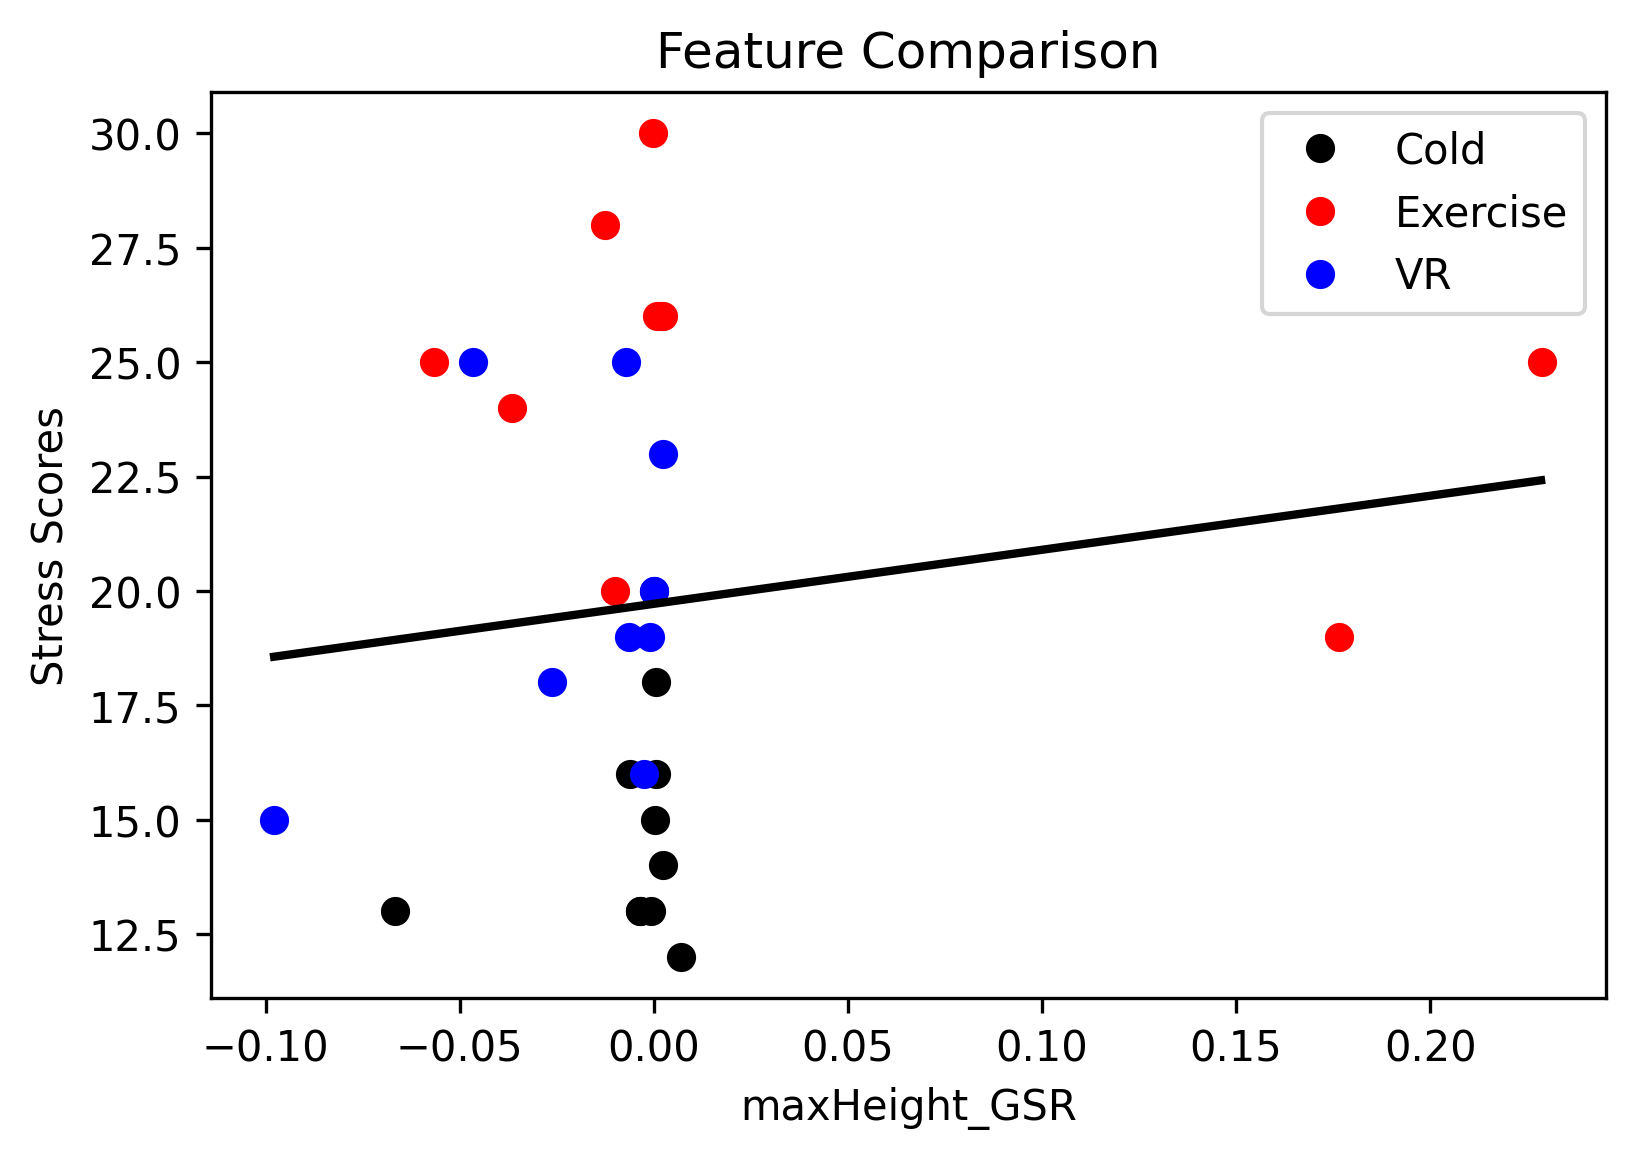 Feature Comparison
30.0
27.5
25.0
22.5
20.0
17.5
15.0
12.5
Stress Scores
Cold
Exercise
VR
−0.10 −0.05 0.00 0.05 0.10 0.15 0.20
maxHeight_GSR